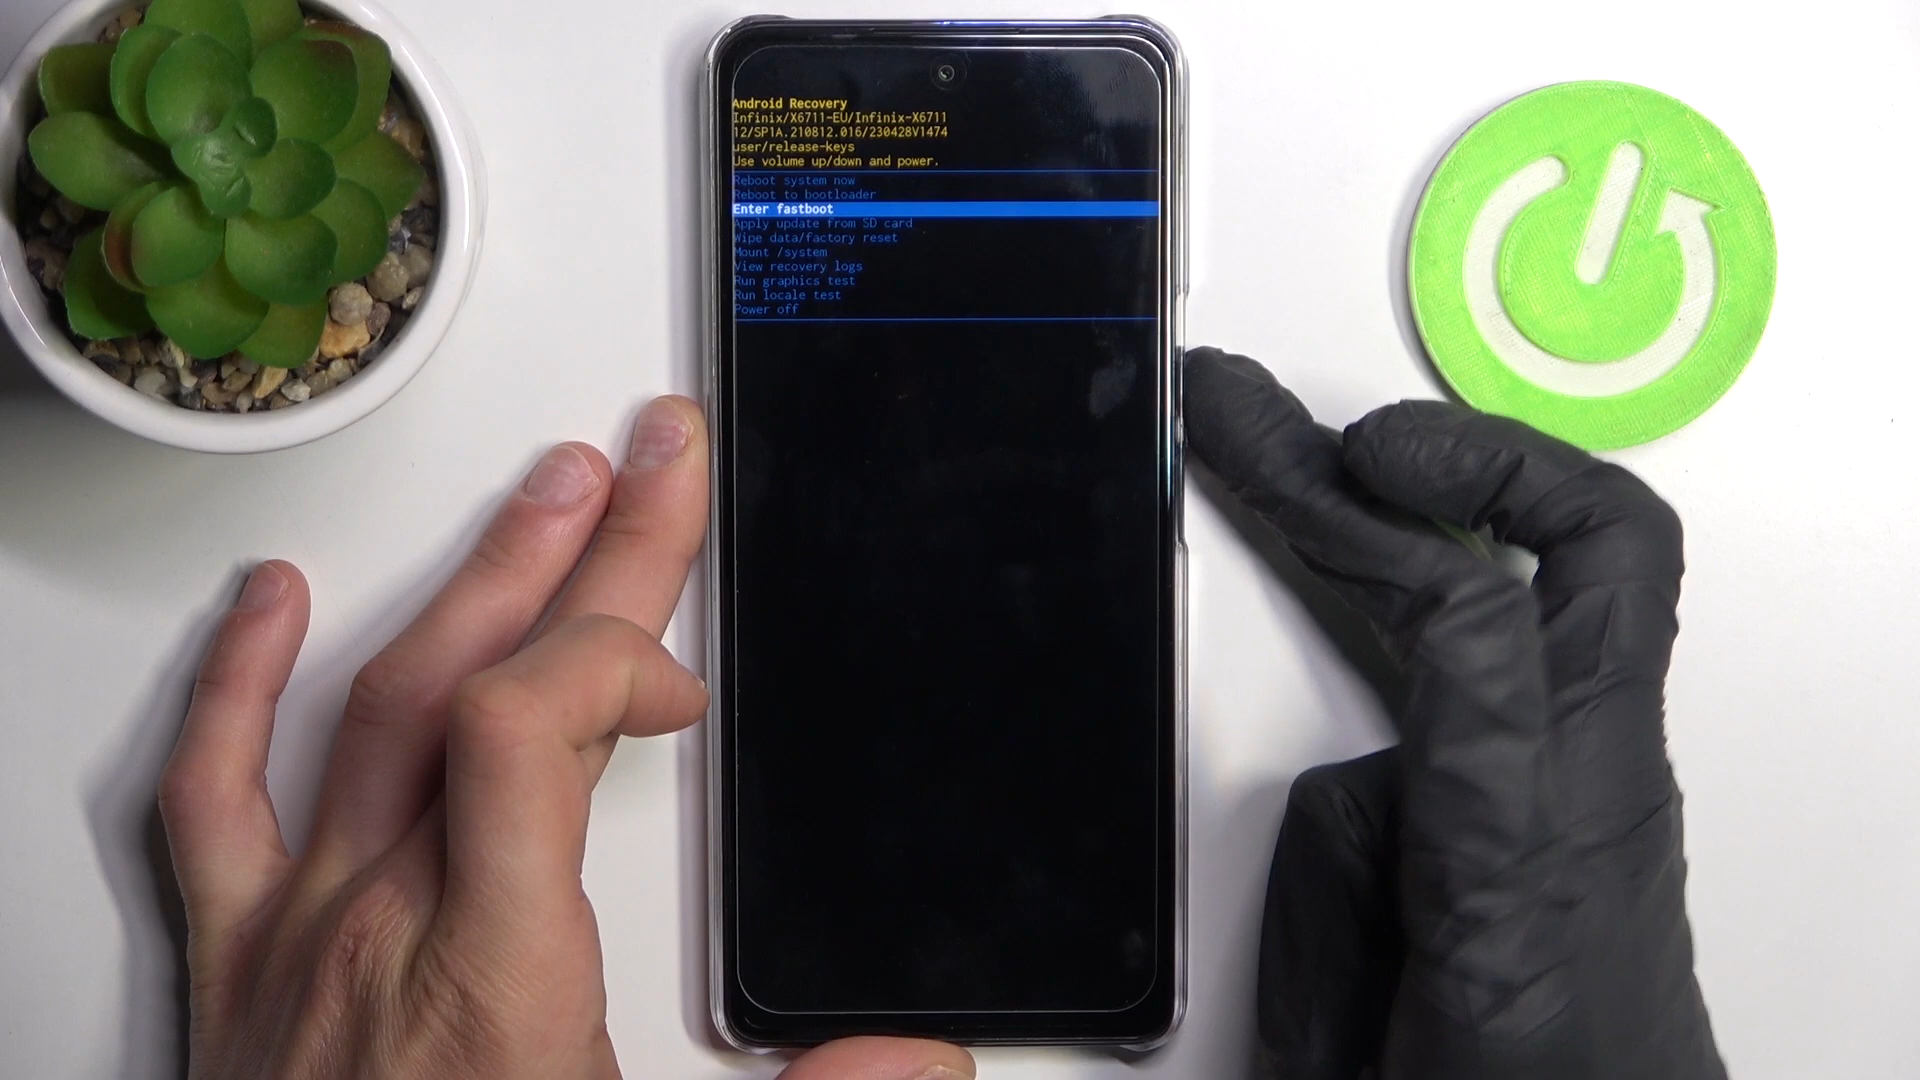 Android Recovery
Infinix/X6711-EU/Infinix-X6711
12/SP1A.210812.016/230428V1474
user/release-keys
Use volume up/down and power.
Reboot system now
Reboot to bootloader
Enter fastboot
Apply update from SD card
Wipe data/factory reset
Mount /system
View recovery logs
Run graphics test
Run locale test
Power off